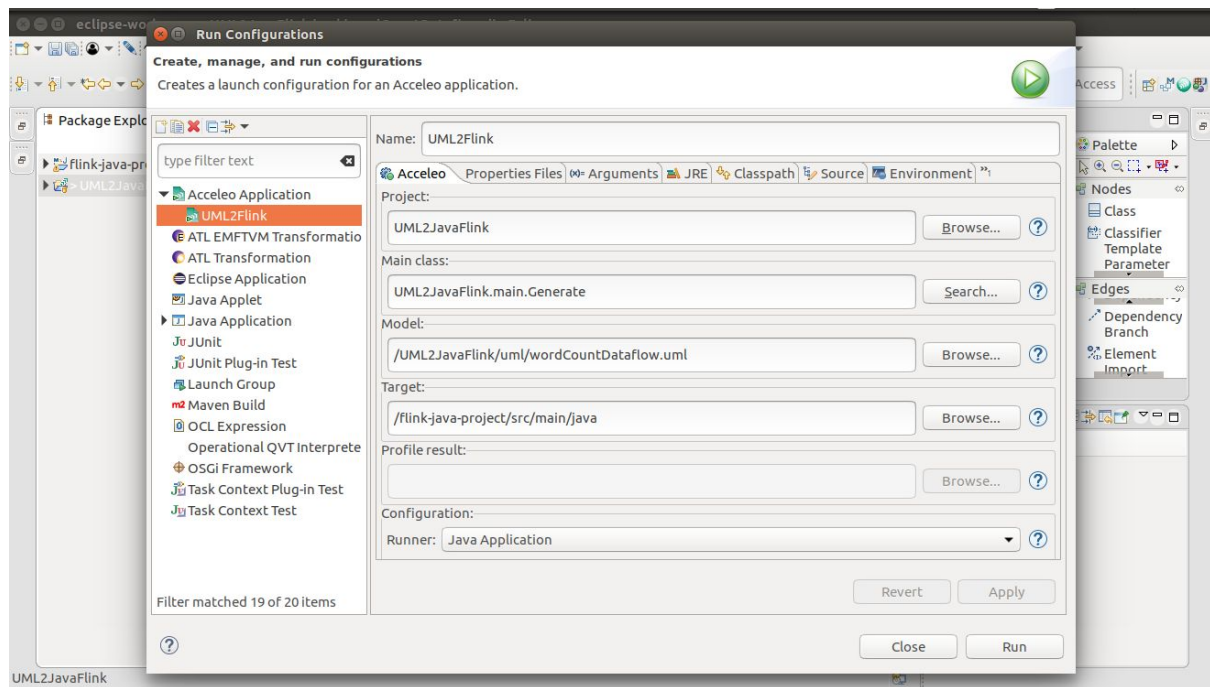 eclipse-wo
Run Configurations
Create, manage, and run configurations
Creates a launch configuration for an Acceleo application.
Access
Package Explo
flink-java-pr
> UML2Java
type filter text
Acceleo Application
UML2Flink
ATL EMFTVM Transformatio
ATL Transformation
Eclipse Application
Java Applet
Java Application
JUnit
JUnit Plug-in Test
Launch Group
Maven Build
OCL Expression
Operational QVT Interprete
OSGi Framework
Task Context Plug-in Test
Task Context Test
Filter matched 19 of 20 items
Name: UML2Flink
Acceleo Properties Files Arguments JRE Classpath Source Environment »1
Project:
UML2JavaFlink Browse...
Main class:
UML2JavaFlink.main.Generate Search...
Model:
/UML2JavaFlink/uml/wordCountDataflow.uml Browse...
Target:
/flink-java-project/src/main/java Browse...
Profile result:
Browse...
Configuration:
Runner: Java Application
Revert Apply
Close Run
Palette
Nodes
Class
Classifier
Template
Parameter
Edges
Dependency
Branch
Element
Import
UML2JavaFlink